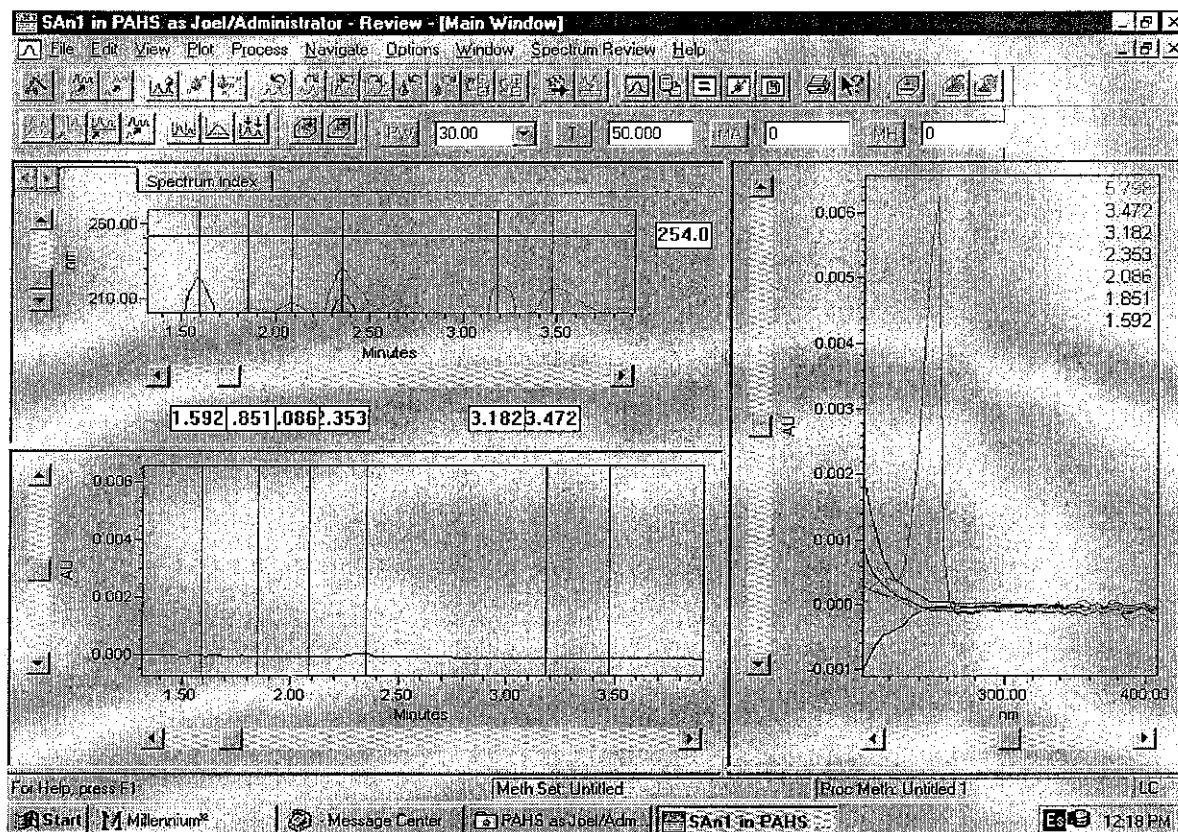 SAn1 in PAHS as Joel/Administrator - Review - [Main Window]
File Edit View Plot Process Navigate Options Window Spectrum Review Help
PW 30.00 T 50.000 MA 0 MH 0
Spectrum Index
260.00
nm
210.00
254.0
1.50 2.00 2.50 3.00 3.50
Minutes
1.592 .851 .086 2.353 3.182 3.472
0.006
0.004
AU
0.002
0.000
1.50 2.00 2.50 3.00 3.50
Minutes
5.798
3.472
3.182
2.353
2.086
1.851
1.592
0.006
0.005
0.004
0.003
AU
0.002
0.001
0.000
-0.001
300.00 400.00
nm
For Help, press F1 Meth Set: Untitled Proc Meth: Untitled 1 LC
Start Millennium³² Message Center PAHS as Joel/Adm... SAn1 in PAHS ... Es 12:18 PM